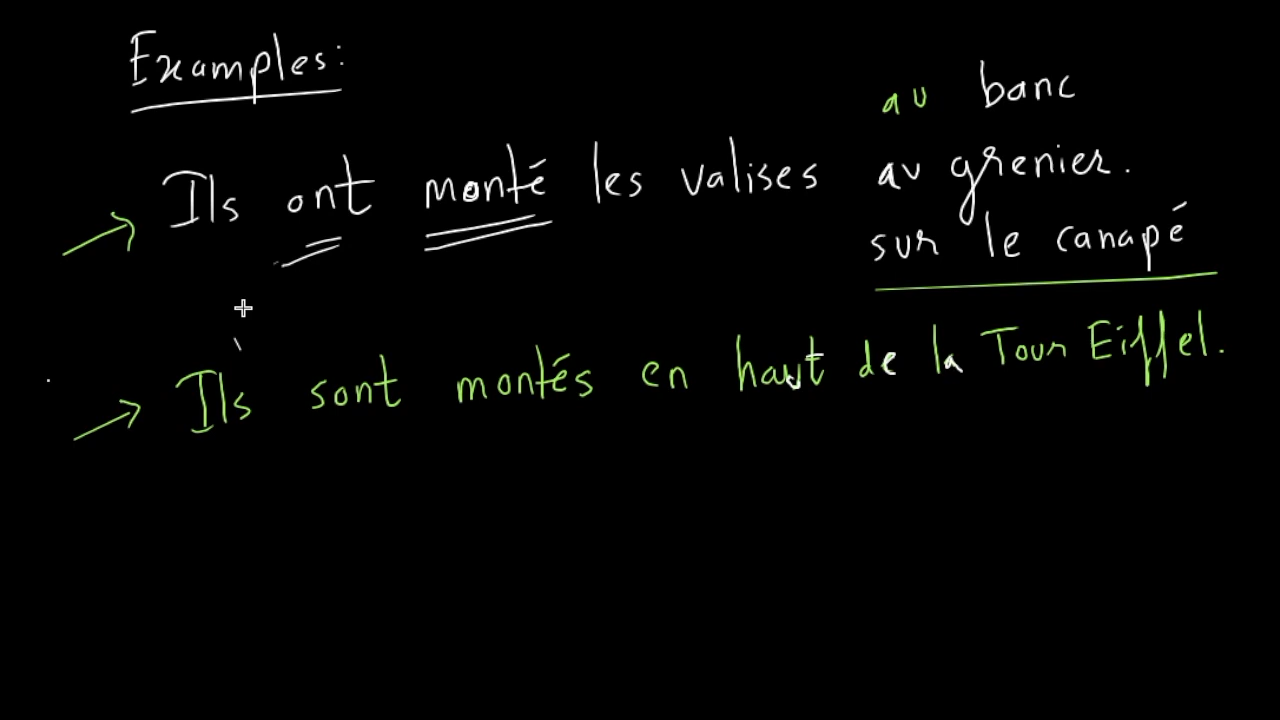 Examples:
au banc
Ils ont monté les valises au grenier.
sur le canapé
Ils sont montés en haut de la Tour Eiffel.